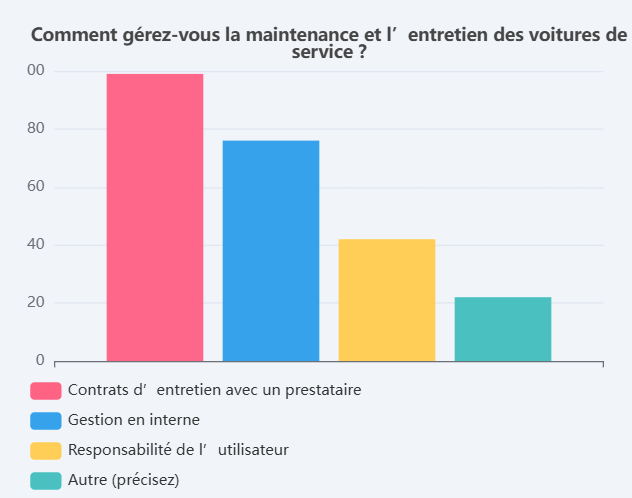 Comment gérez-vous la maintenance et l’entretien des voitures de
service ?
00
80
60
40
20
0
Contrats d’entretien avec un prestataire
Gestion en interne
Responsabilité de l’utilisateur
Autre (précisez)